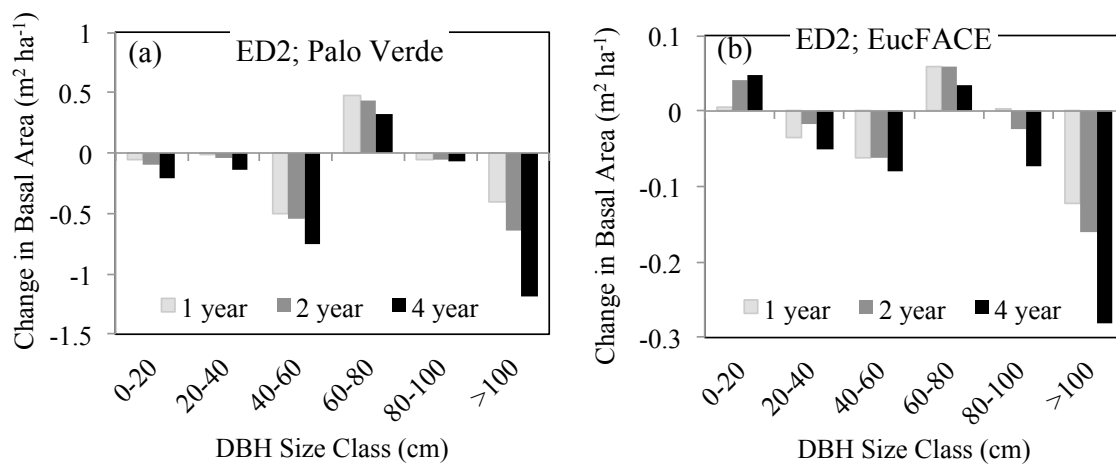 (a) ED2; Palo Verde
Change in Basal Area (m² ha⁻¹)
1
0.5
0
-0.5
-1
-1.5
1 year 2 year 4 year
0-20 20-40 40-60 60-80 80-100 >100
DBH Size Class (cm)
(b) ED2; EucFACE
Change in Basal Area (m² ha⁻¹)
0.1
0
-0.1
-0.2
-0.3
1 year 2 year 4 year
0-20 20-40 40-60 60-80 80-100 >100
DBH Size Class (cm)